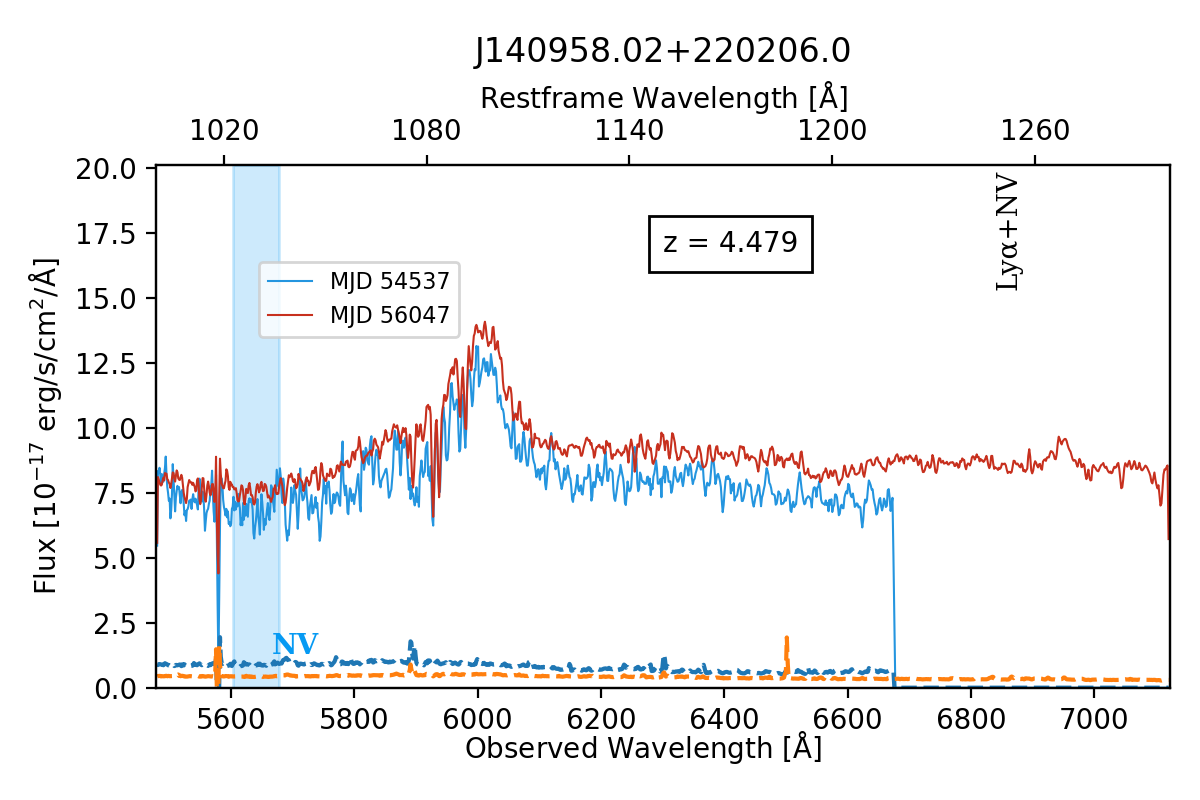 J140958.02+220206.0
Restframe Wavelength [Å]
1020 1080 1140 1200 1260
20.0
17.5
15.0
12.5
10.0
7.5
5.0
2.5
0.0
Flux [10⁻¹⁷ erg/s/cm²/Å]
z = 4.479
Lyα+NV
MJD 54537
MJD 56047
NV
5600 5800 6000 6200 6400 6600 6800 7000
Observed Wavelength [Å]